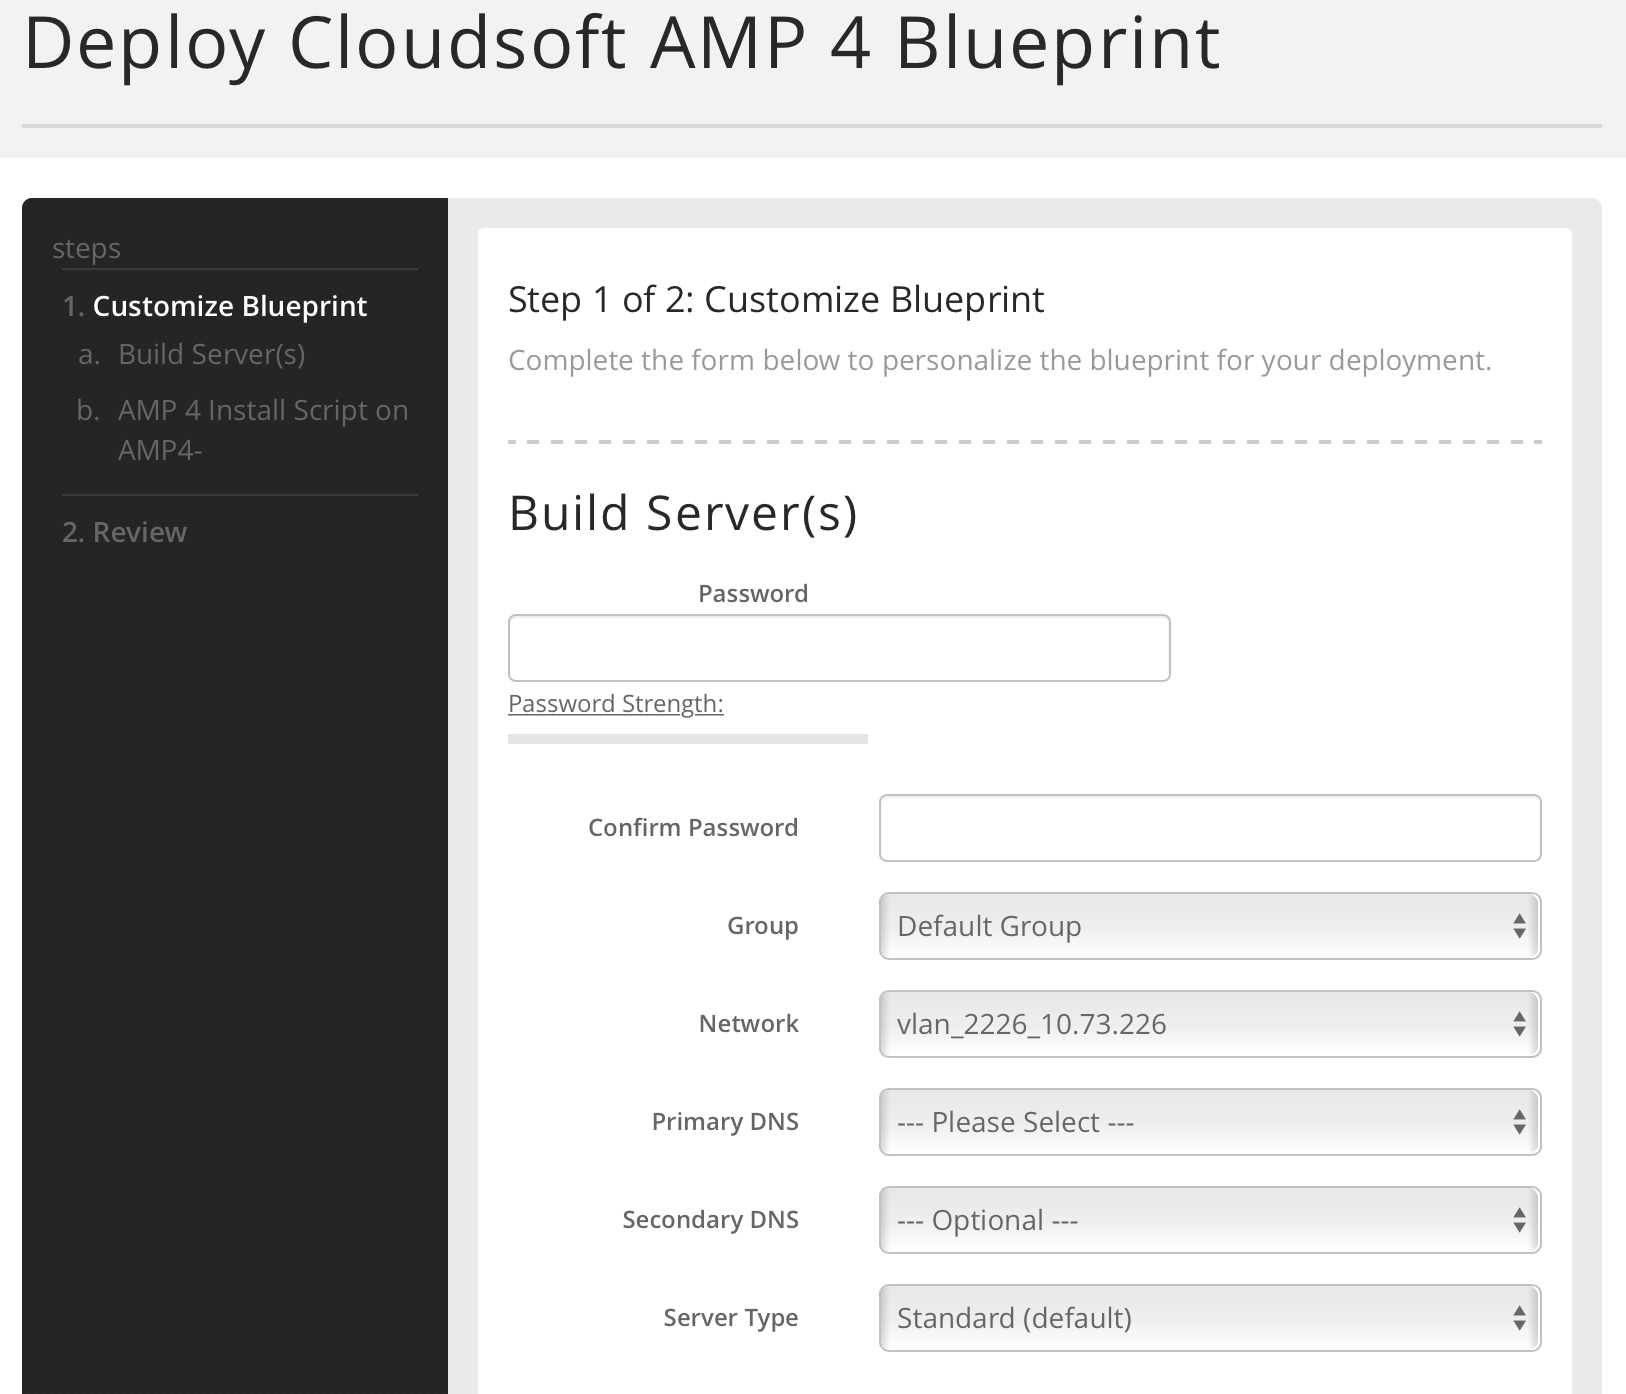 Deploy Cloudsoft AMP 4 Blueprint
steps
1. Customize Blueprint
a. Build Server(s)
b. AMP 4 Install Script on
AMP4-
2. Review
Step 1 of 2: Customize Blueprint
Complete the form below to personalize the blueprint for your deployment.
Build Server(s)
Password
Password Strength:
Confirm Password
Group Default Group
Network vlan_2226_10.73.226
Primary DNS --- Please Select ---
Secondary DNS --- Optional ---
Server Type Standard (default)